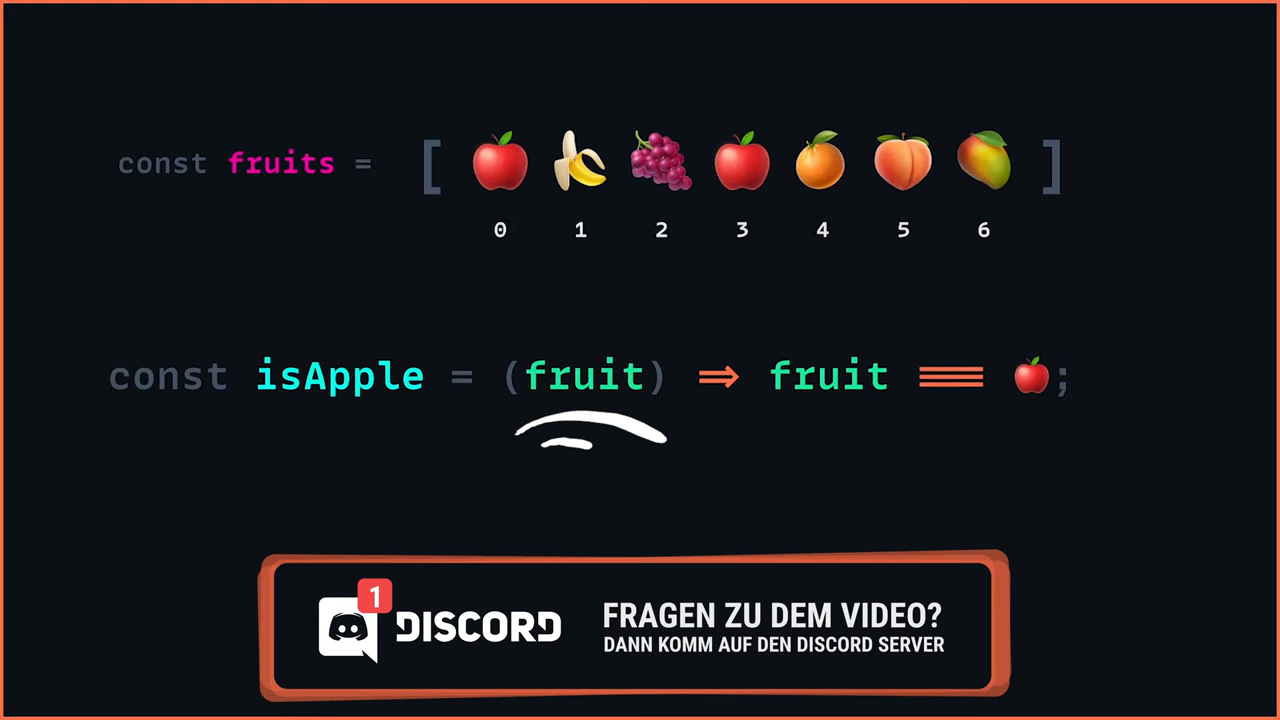 const fruits = [ 🍎 🍌 🍇 🍎 🍊 🍑 🥭 ]
0 1 2 3 4 5 6
const isApple = (fruit) => fruit === 🍎;
1
DISCORD
FRAGEN ZU DEM VIDEO?
DANN KOMM AUF DEN DISCORD SERVER